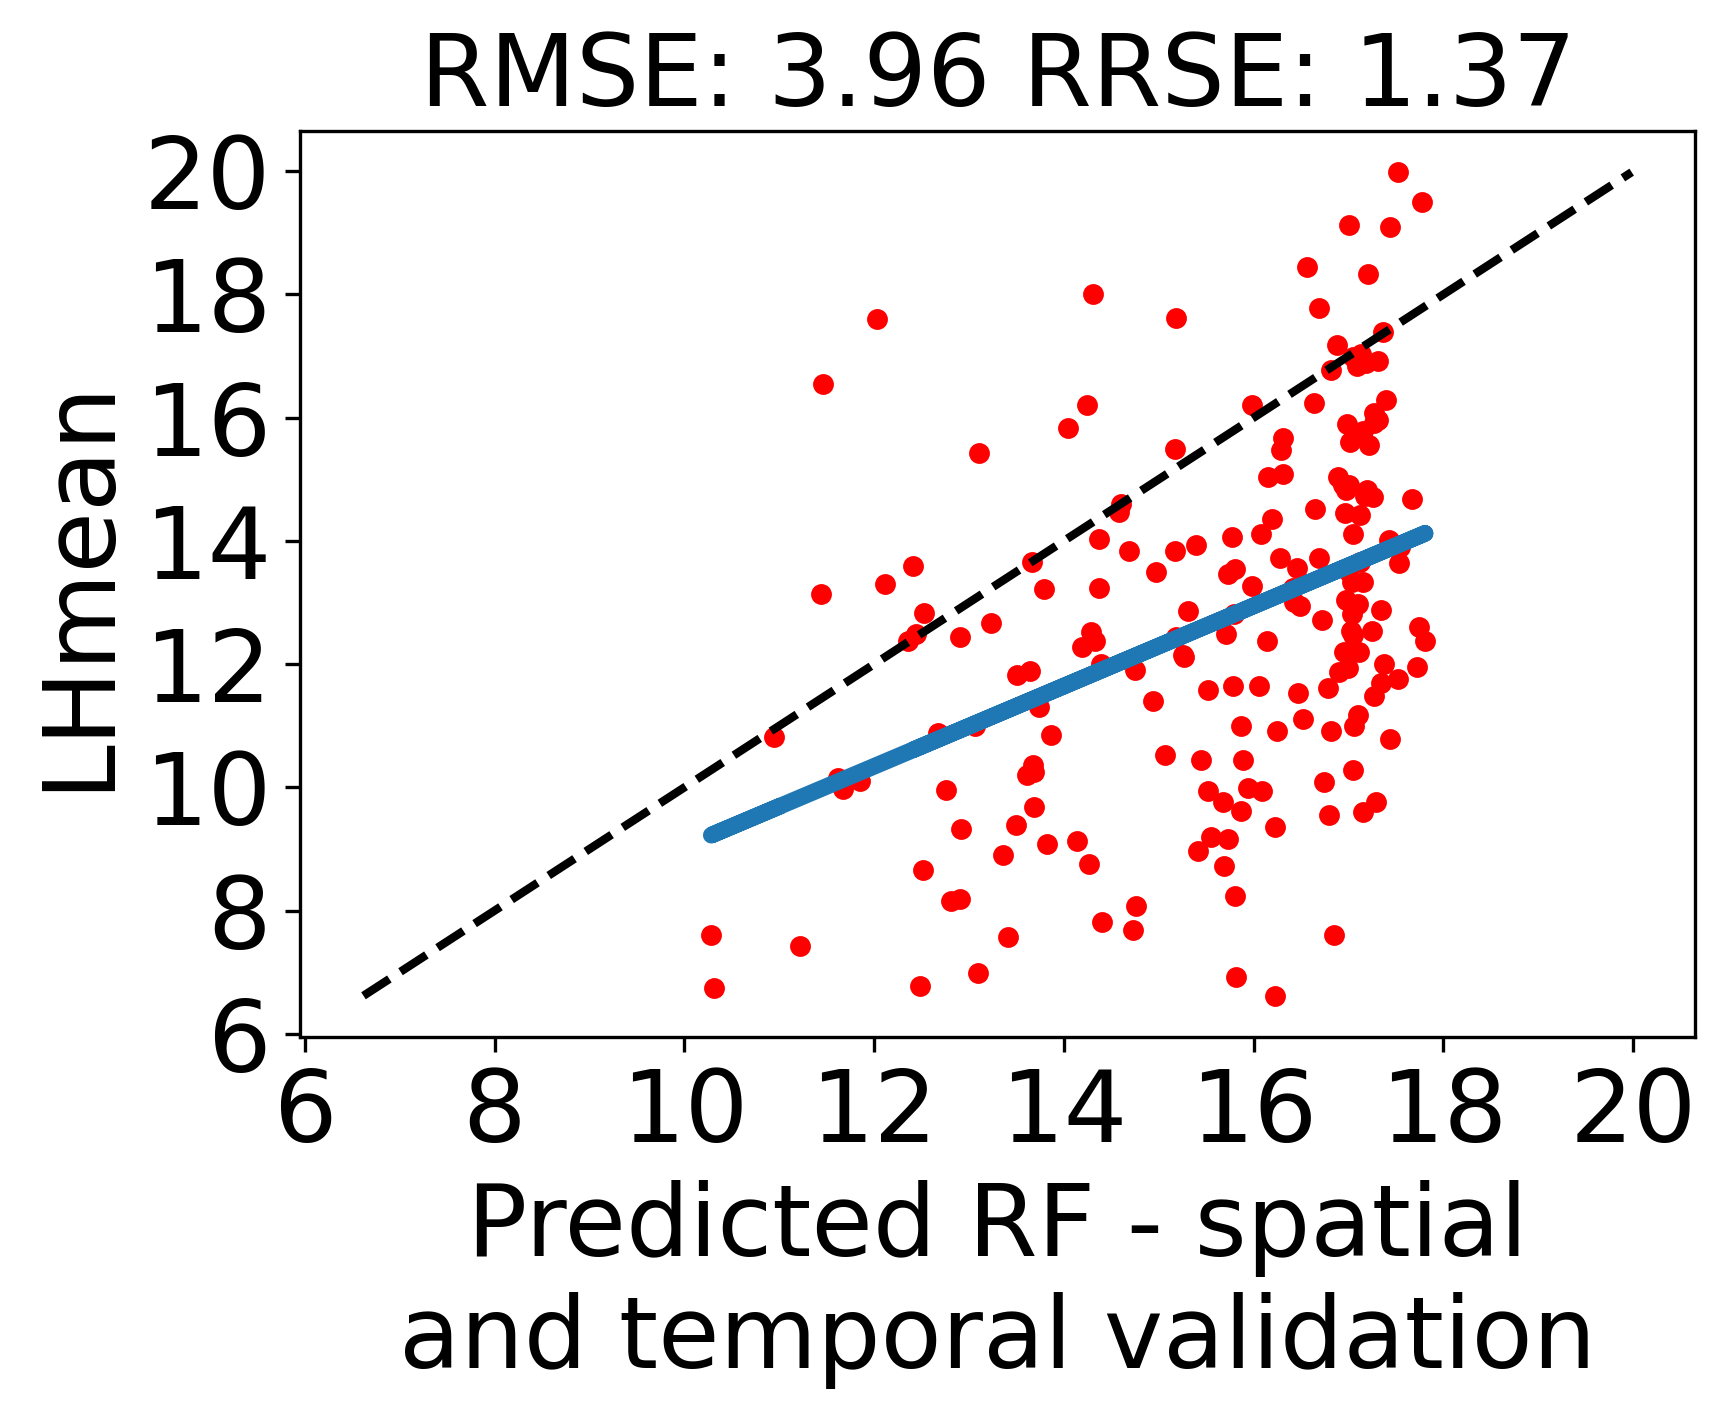 RMSE: 3.96 RRSE: 1.37
20
18
16
14
12
10
8
6
LHmean
6 8 10 12 14 16 18 20
Predicted RF - spatial
and temporal validation